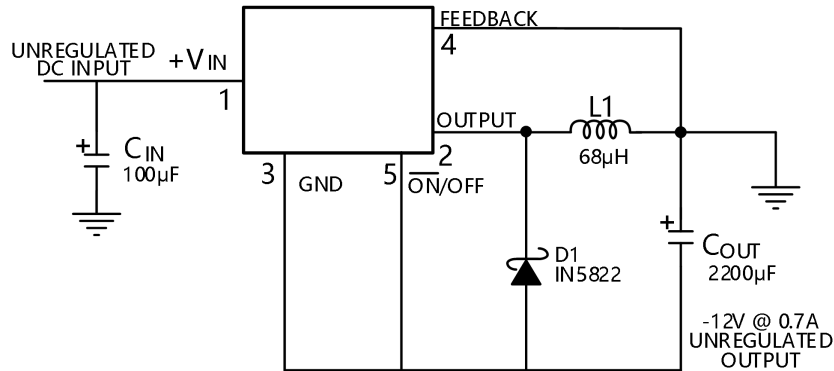 FEEDBACK
4
UNREGULATED
DC INPUT
+VIN
1
OUTPUT
2
L1
68µH
+
CIN
100µF
3
GND
5
ON/OFF
+
COUT
2200µF
D1
IN5822
-12V @ 0.7A
UNREGULATED
OUTPUT